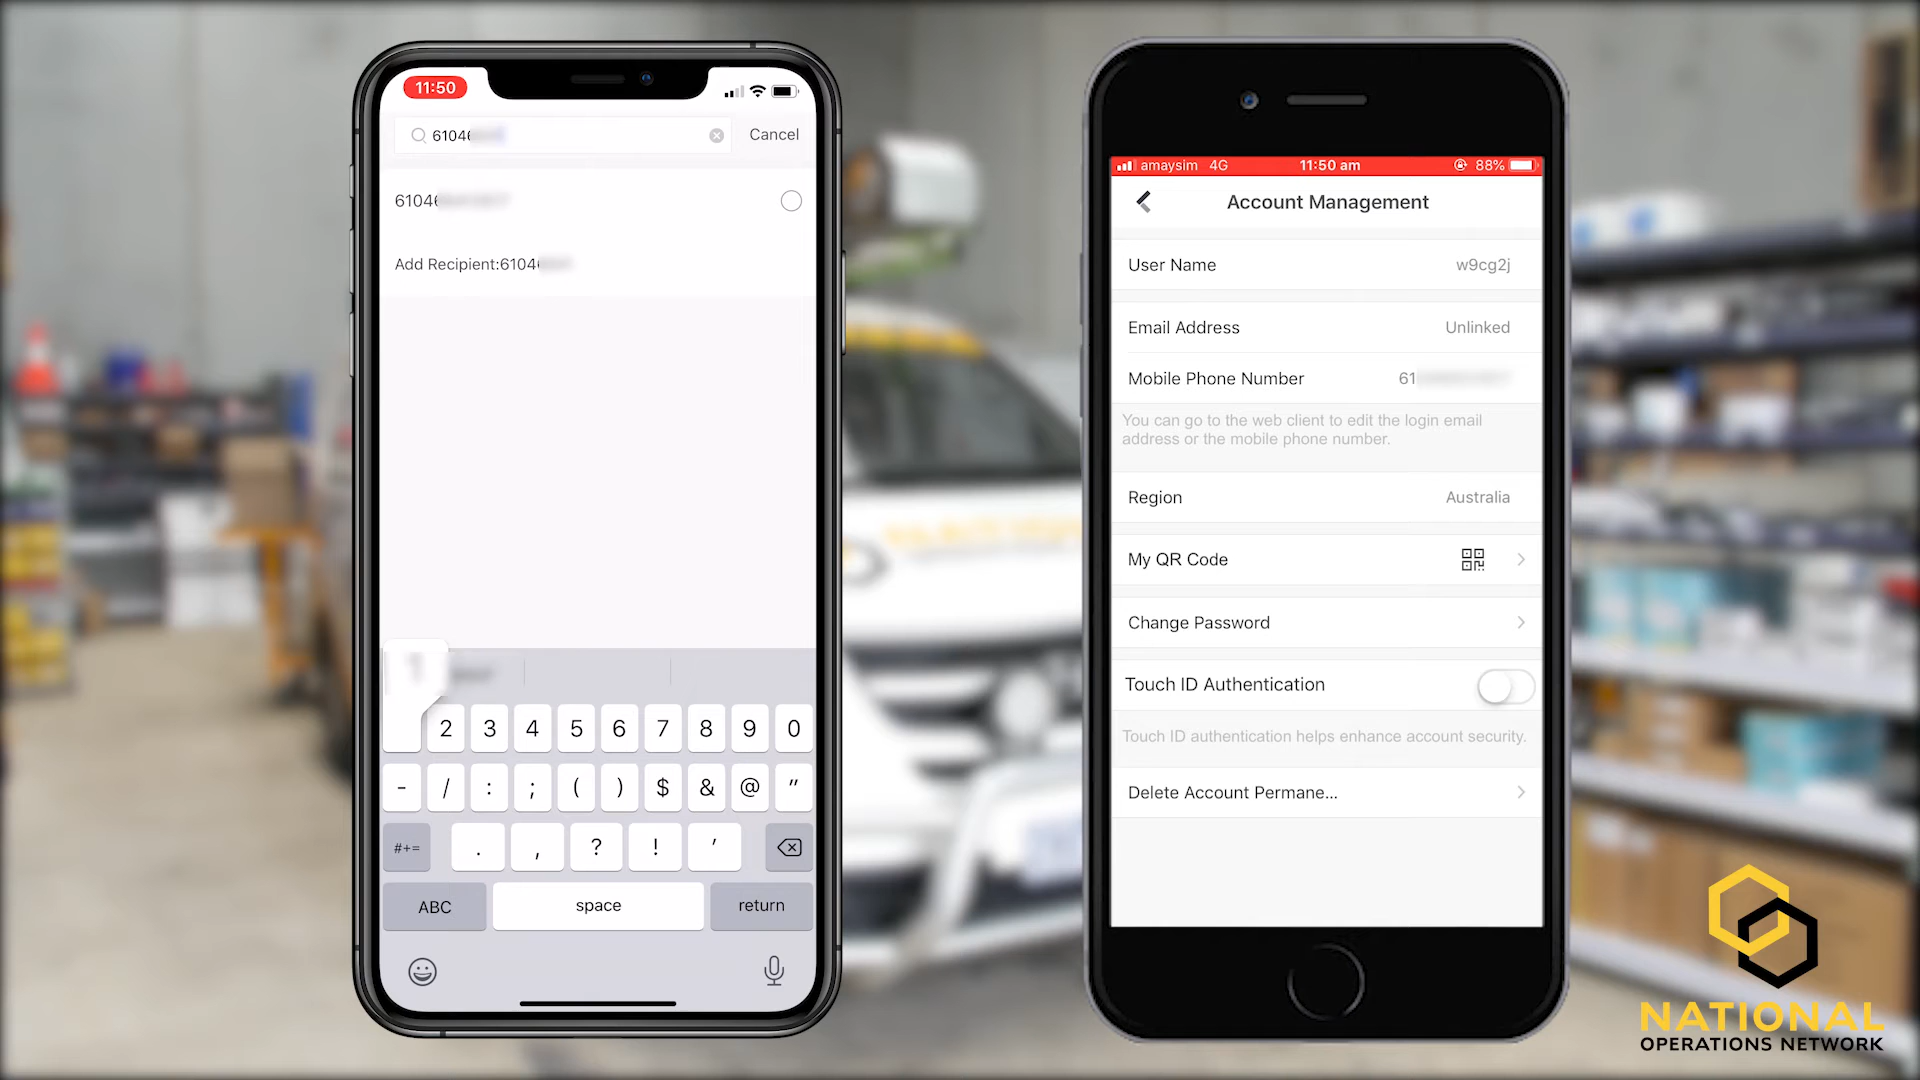 11:50
6104
Cancel
6104
Add Recipient:6104
2 3 4 5 6 7 8 9 0
- / : ; ( ) $ & @ "
#+= . , ? ! '
ABC space return
amaysim 4G 11:50 am 88%
Account Management
User Name w9cg2j
Email Address Unlinked
Mobile Phone Number 61
You can go to the web client to edit the login email
address or the mobile phone number.
Region Australia
My QR Code
Change Password
Touch ID Authentication
Touch ID authentication helps enhance account security.
Delete Account Permane...
NATIONAL
OPERATIONS NETWORK